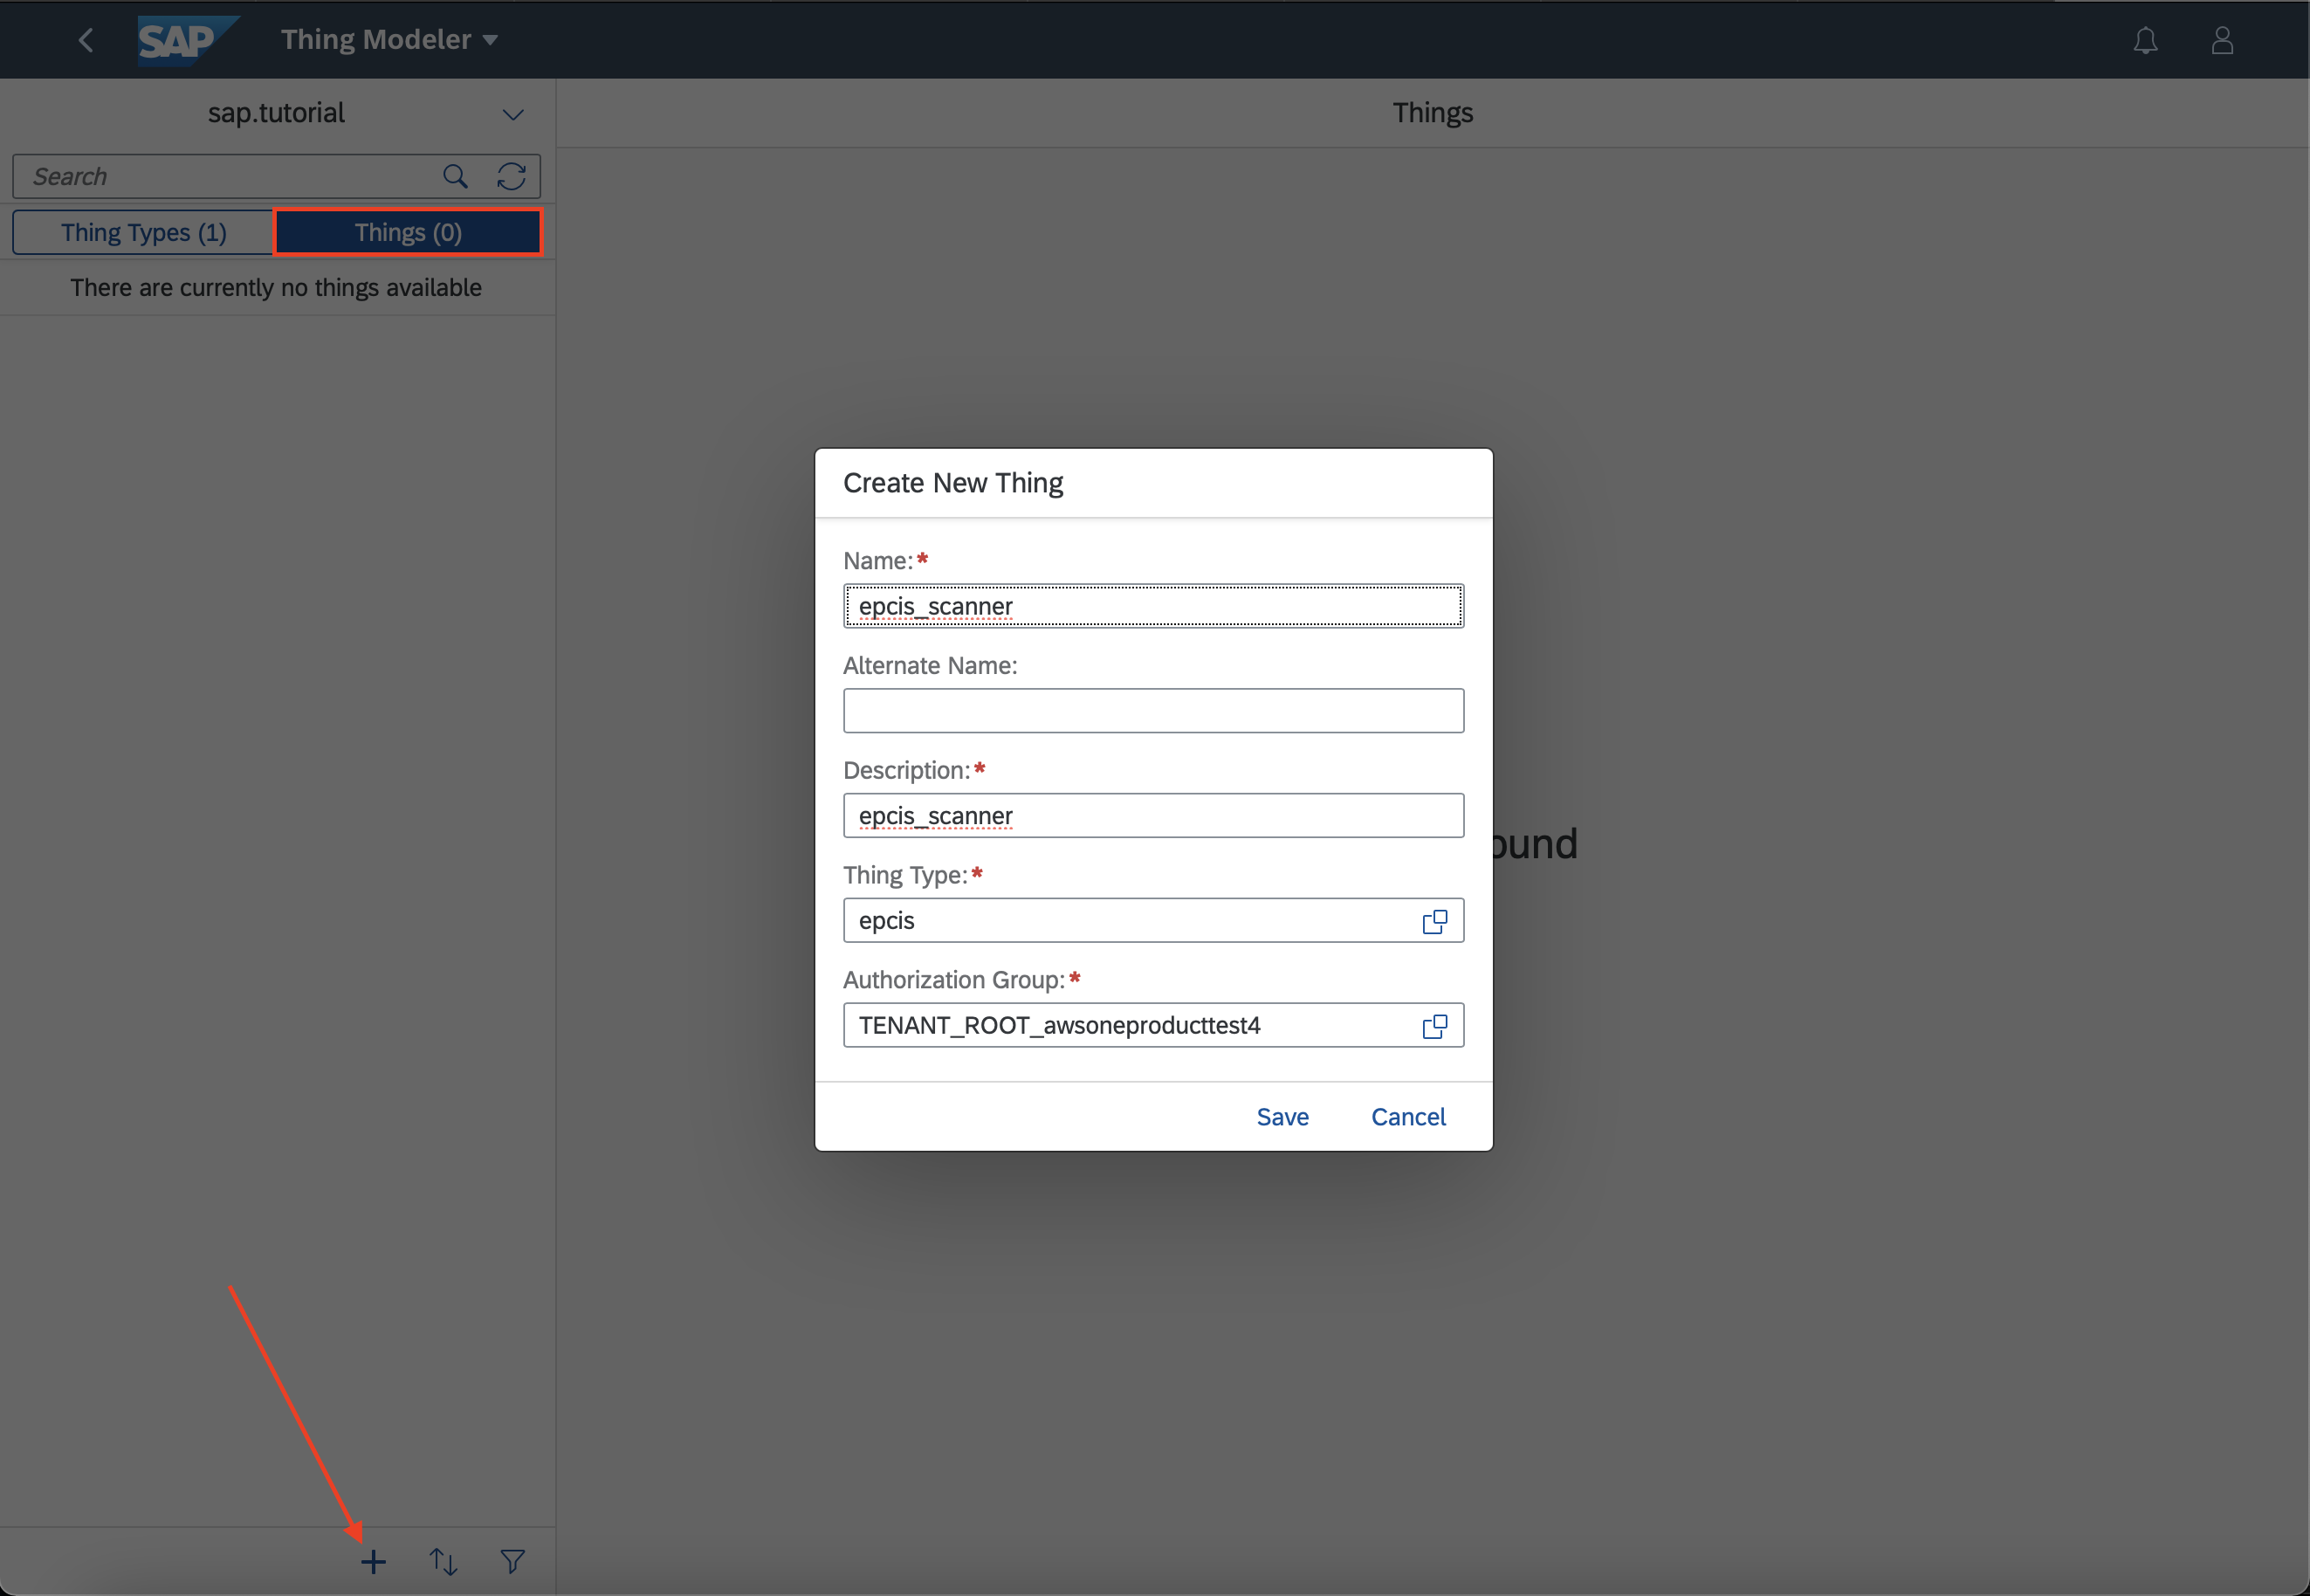 SAP
Thing Modeler
sap.tutorial
Things
Search
Thing Types (1)
Things (0)
There are currently no things available
Create New Thing
Name:*
epcis_scanner
Alternate Name:
Description:*
epcis_scanner
Thing Type:*
epcis
Authorization Group:*
TENANT_ROOT_awsoneproducttest4
Save
Cancel